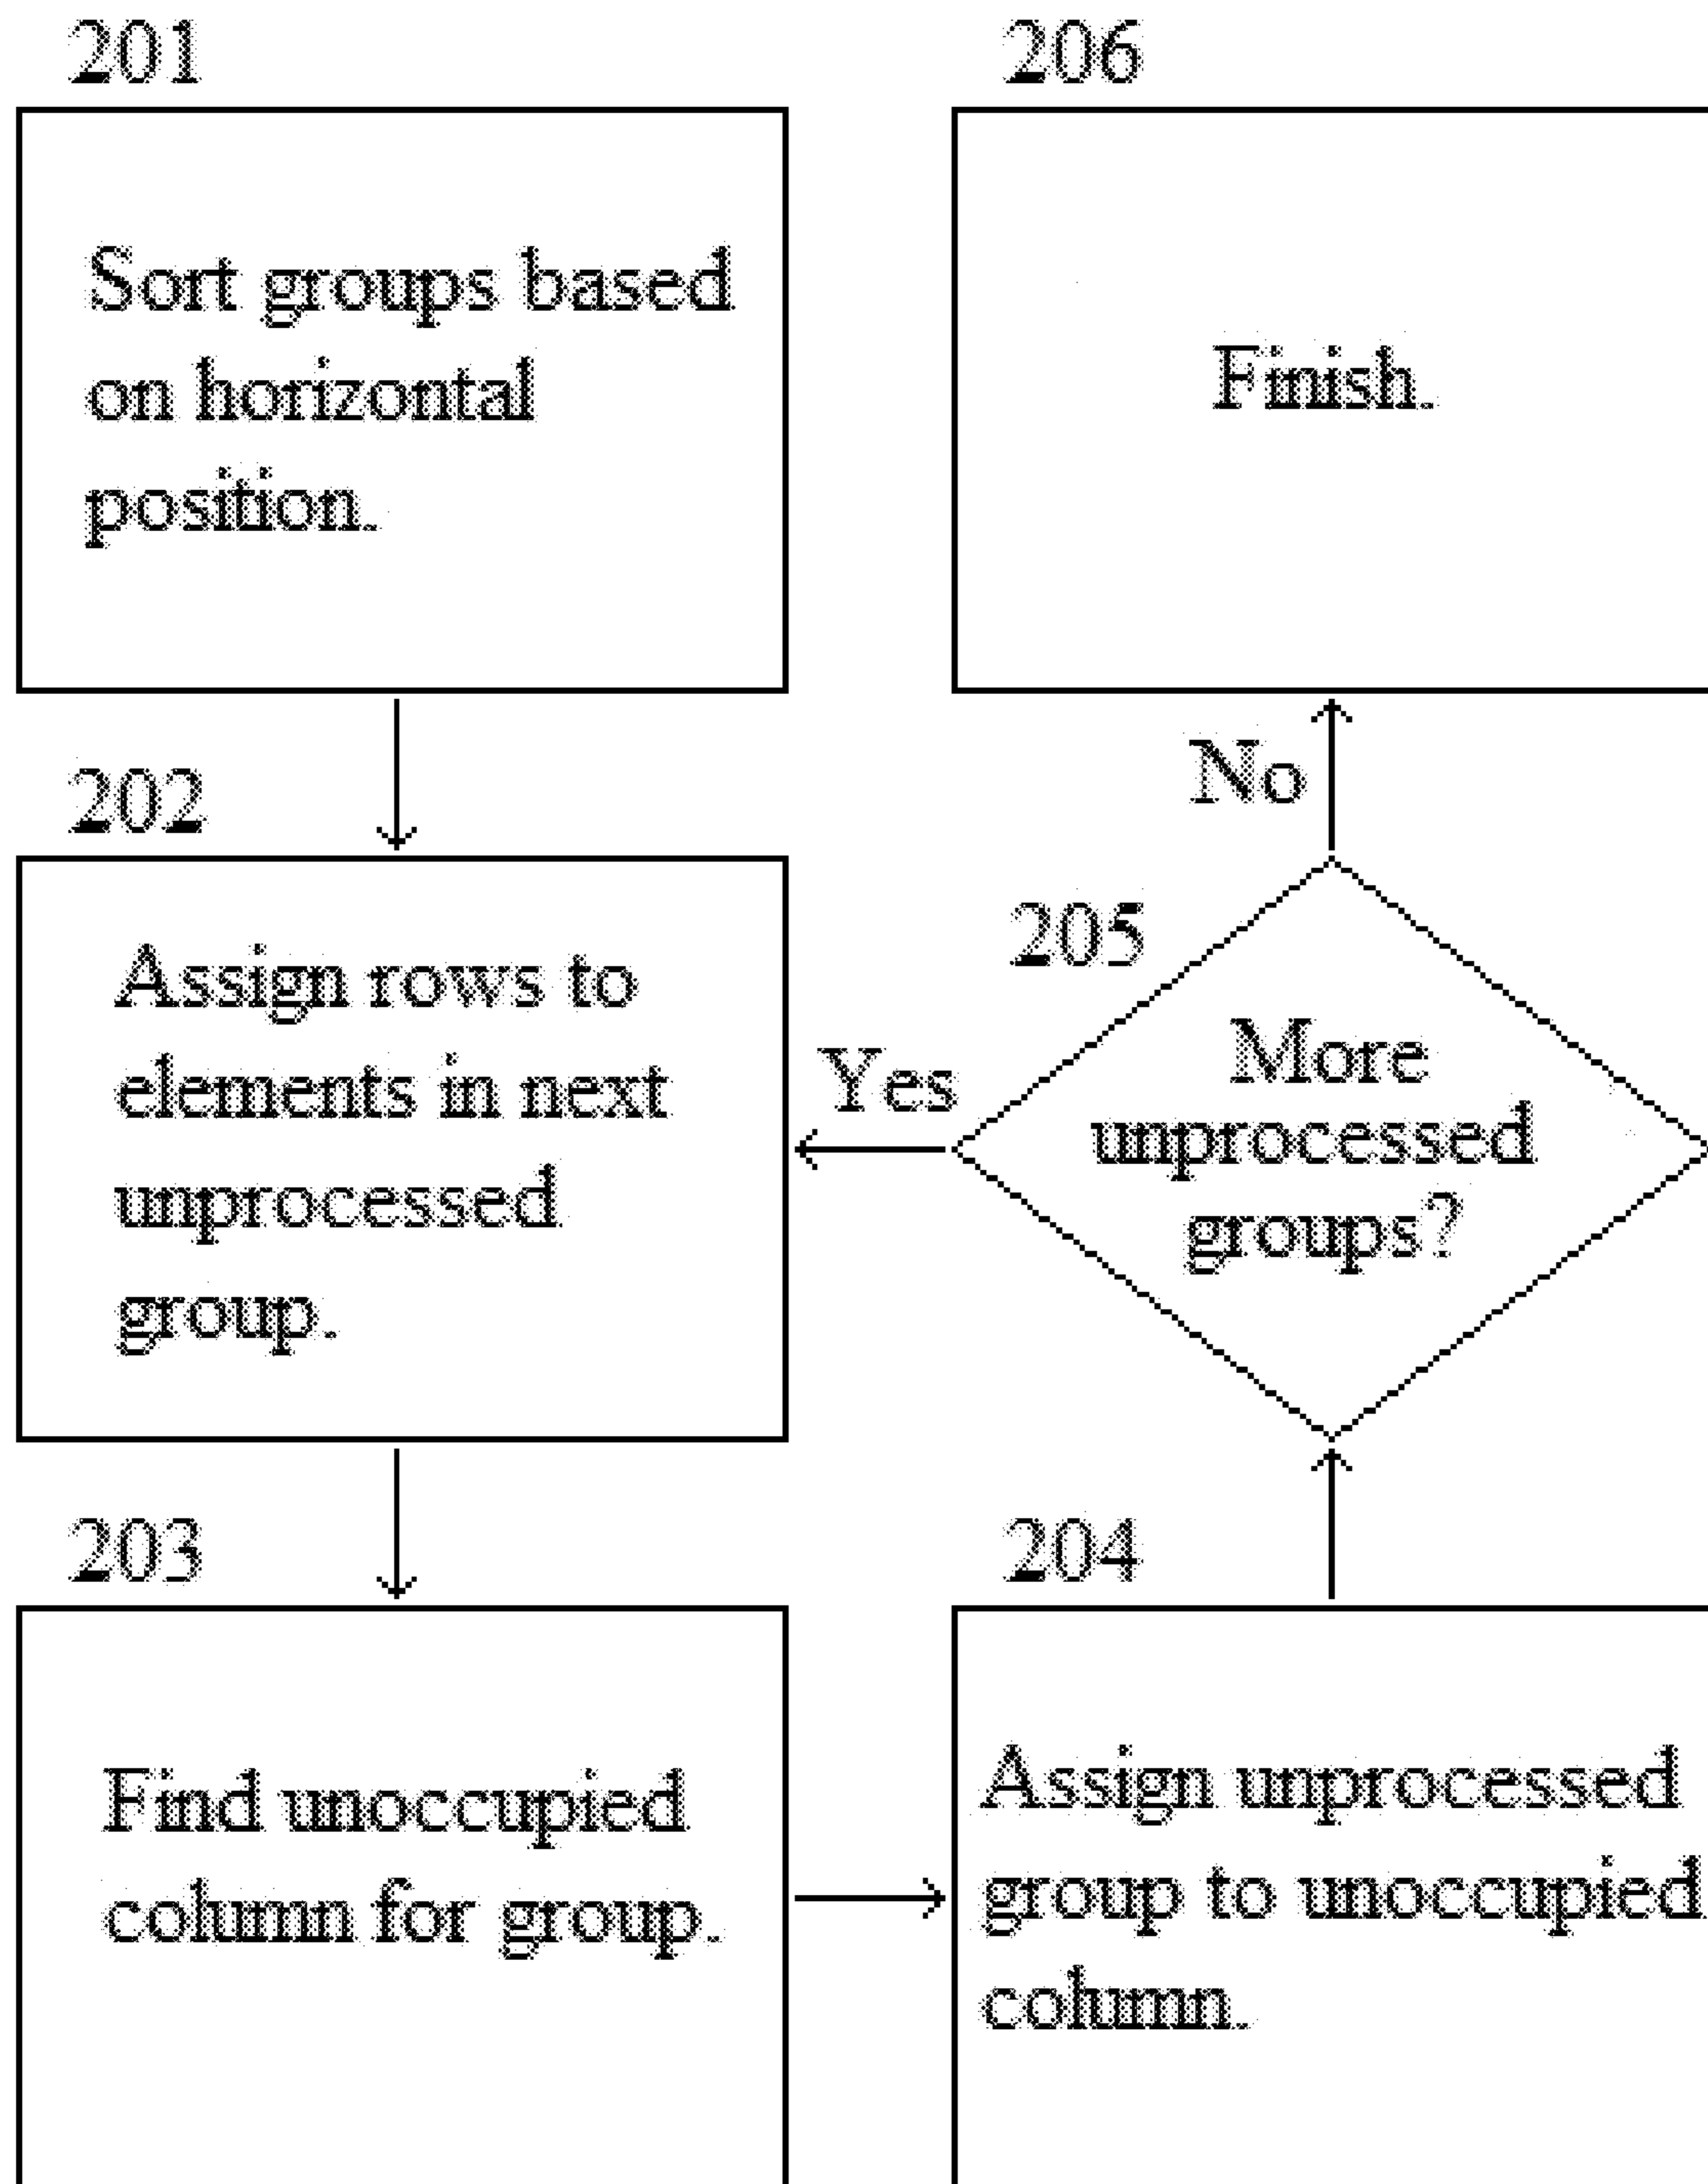 201
Sort groups based
on horizontal
position.
202
Assign rows to
elements in next
unprocessed
group.
203
Find unoccupied
column for group.
204
Assign unprocessed
group to unoccupied
column.
205
More
unprocessed
groups?
Yes
No
206
Finish.